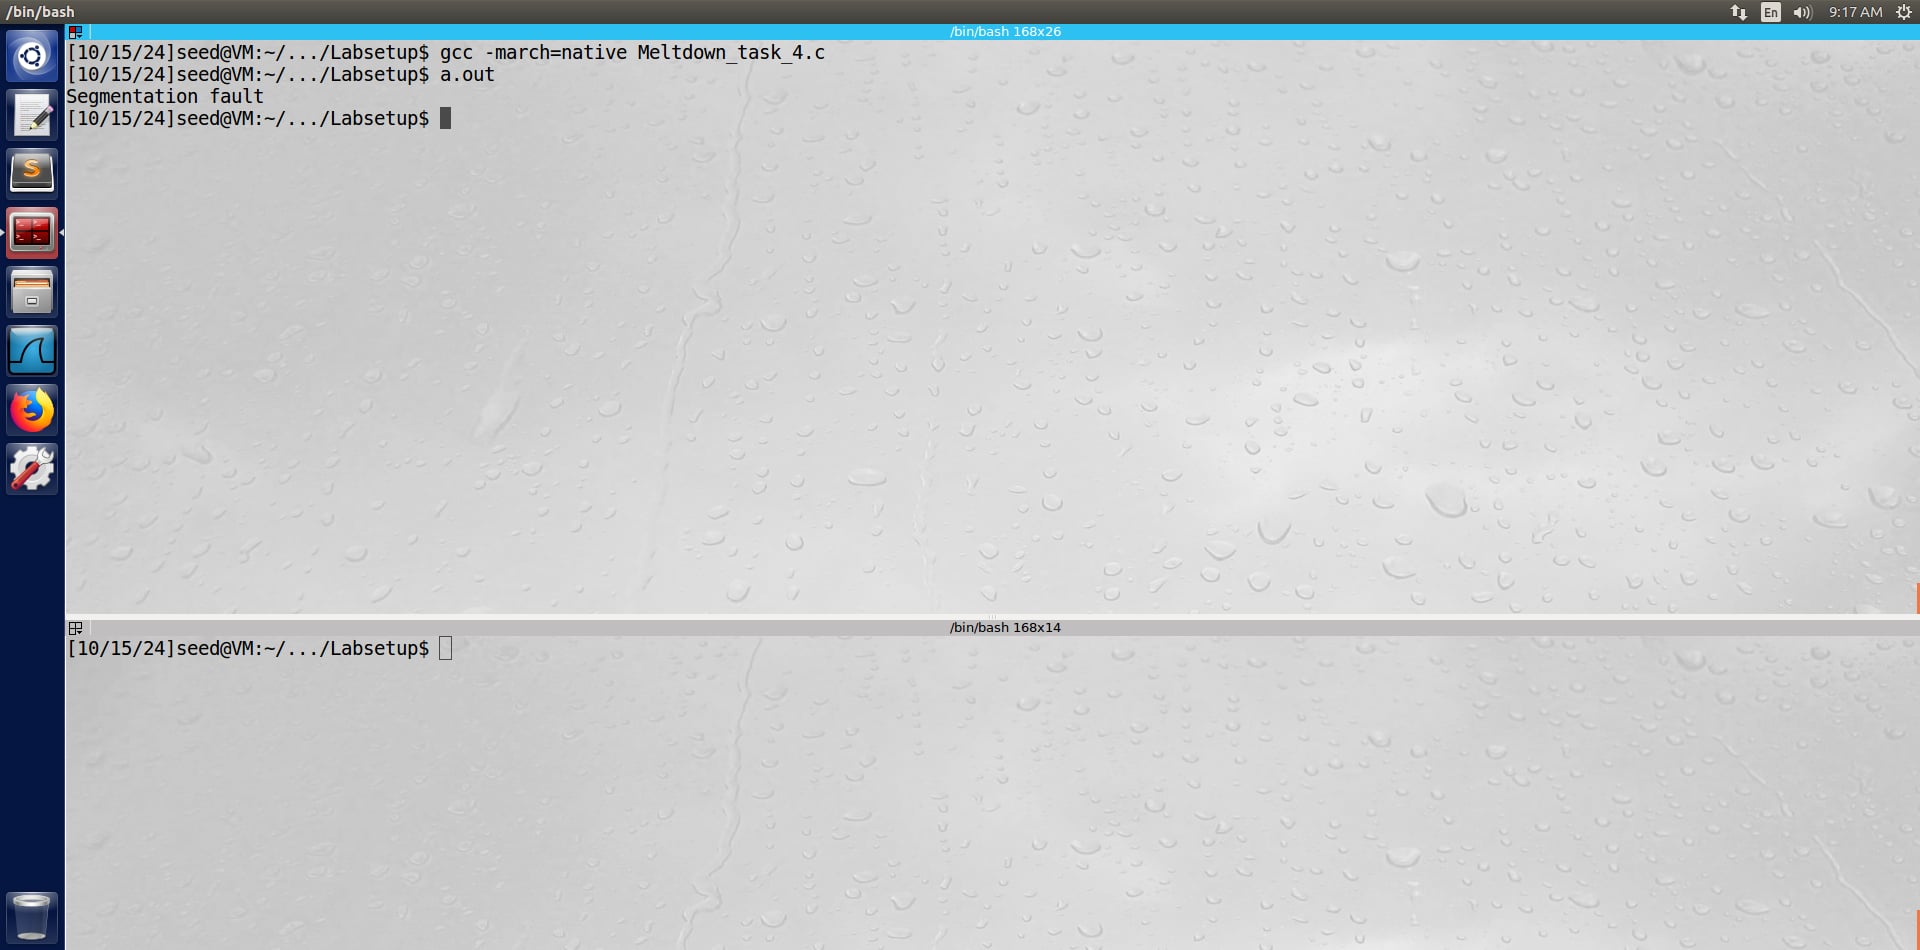 /bin/bash
En
9:17 AM
/bin/bash 168x26
[10/15/24]seed@VM:~/.../Labsetup$ gcc -march=native Meltdown_task_4.c
[10/15/24]seed@VM:~/.../Labsetup$ a.out
Segmentation fault
[10/15/24]seed@VM:~/.../Labsetup$
/bin/bash 168x14
[10/15/24]seed@VM:~/.../Labsetup$